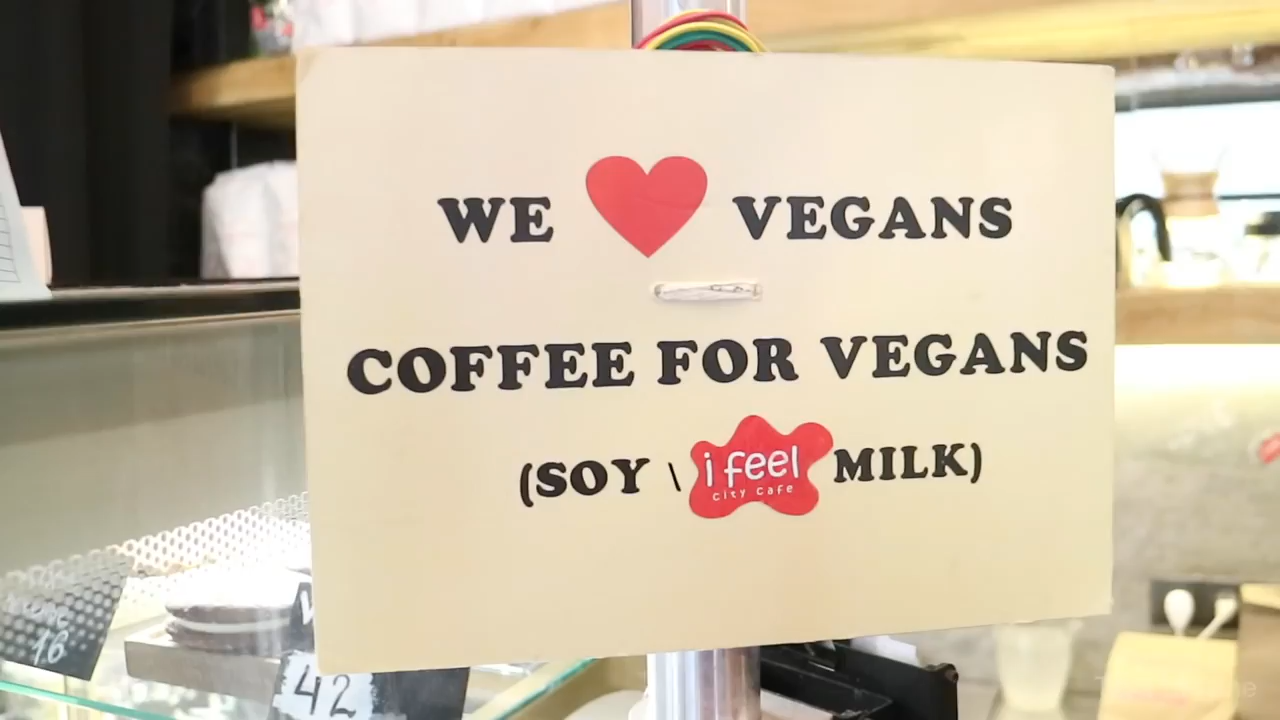 WE ❤ VEGANS
COFFEE FOR VEGANS
(SOY \ i feel MILK)
city cafe
16
42